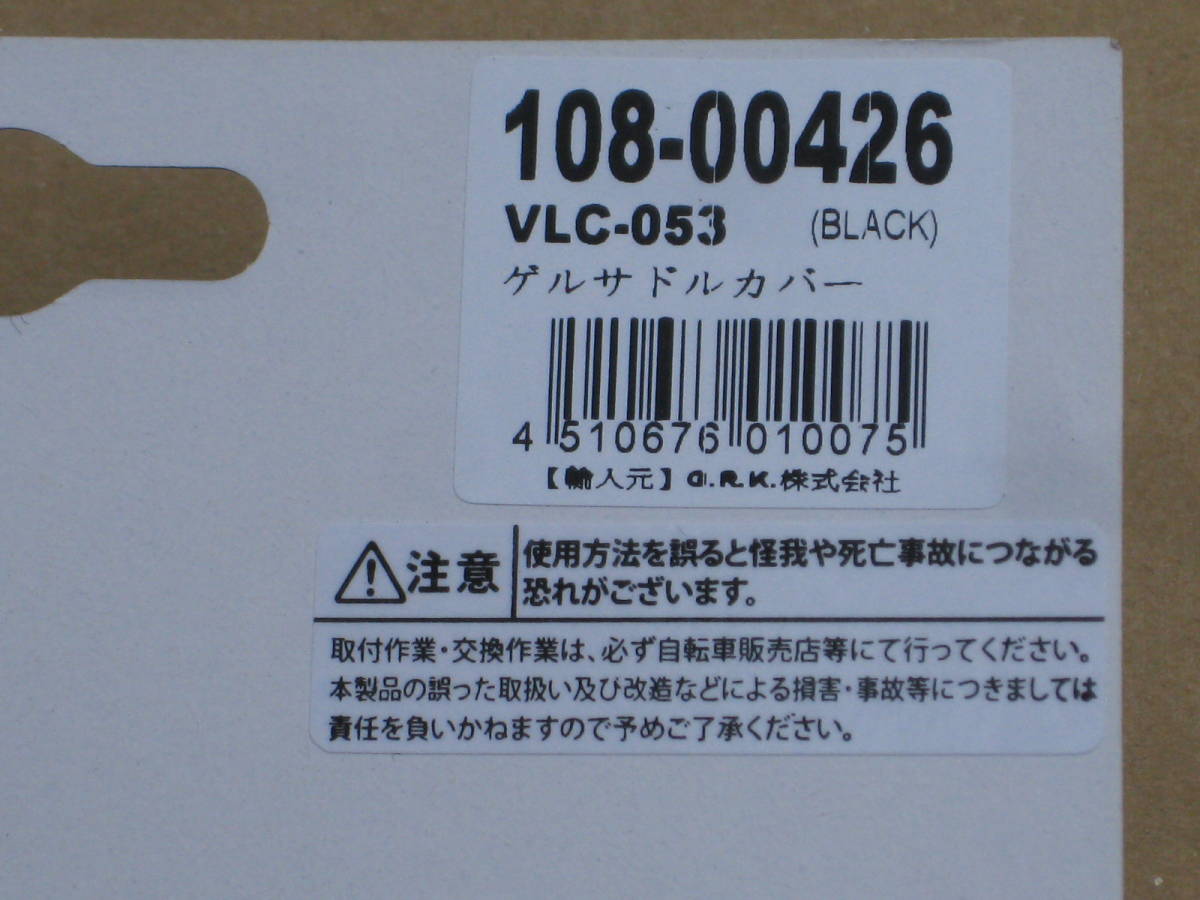 108-00426
VLC-053 (BLACK)
ゲルサドルカバー
4 510676 010075
【輸入元】G.R.K.株式会社
注意
使用方法を誤ると怪我や死亡事故につながる
恐れがございます。
取付作業・交換作業は、必ず自転車販売店等にて行ってください。
本製品の誤った取扱い及び改造などによる損害・事故等につきましては
責任を負いかねますので予めご了承ください。